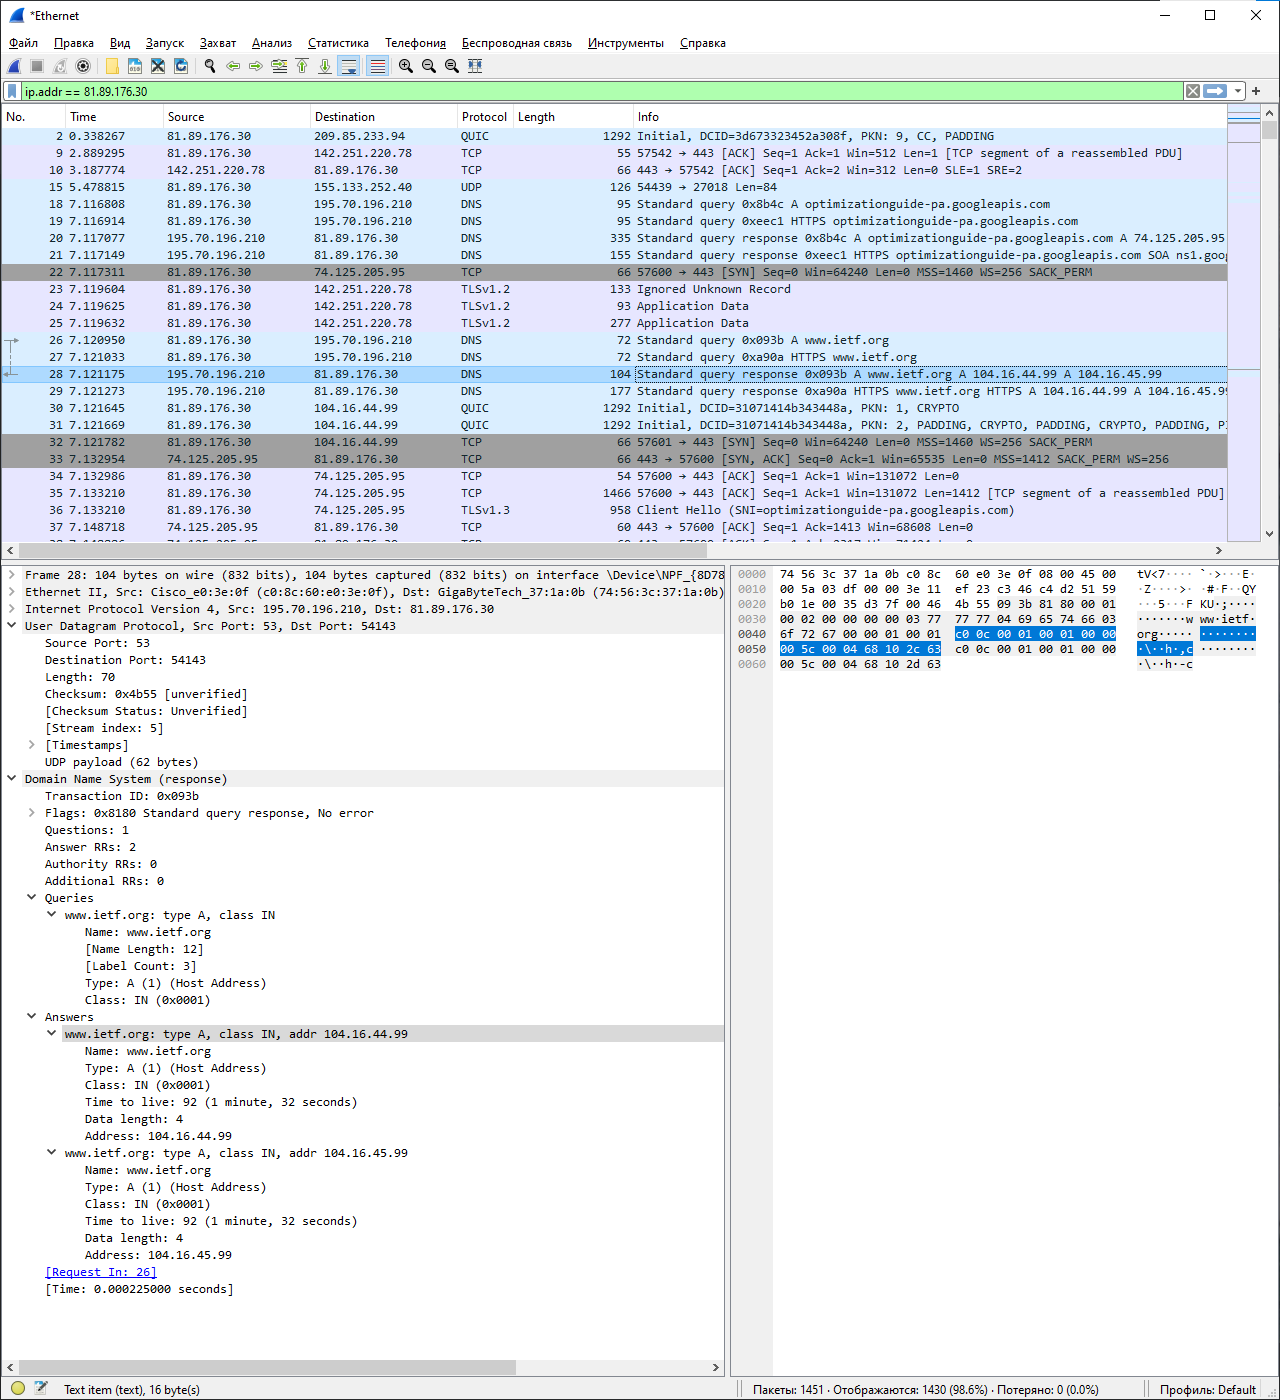 *Ethernet
Файл Правка Вид Запуск Захват Анализ Статистика Телефония Беспроводная связь Инструменты Справка
ip.addr == 81.89.176.30
No. Time Source Destination Protocol Length Info
2 0.338267 81.89.176.30 209.85.233.94 QUIC 1292 Initial, DCID=3d673323452a308f, PKN: 9, CC, PADDING
9 2.889295 81.89.176.30 142.251.220.78 TCP 55 57542 → 443 [ACK] Seq=1 Ack=1 Win=512 Len=1 [TCP segment of a reassembled PDU]
10 3.187774 142.251.220.78 81.89.176.30 TCP 66 443 → 57542 [ACK] Seq=1 Ack=2 Win=312 Len=0 SLE=1 SRE=2
15 5.478815 81.89.176.30 155.133.252.40 UDP 126 54439 → 27018 Len=84
18 7.116808 81.89.176.30 195.70.196.210 DNS 95 Standard query 0x8b4c A optimizationguide-pa.googleapis.com
19 7.116914 81.89.176.30 195.70.196.210 DNS 95 Standard query 0xeec1 HTTPS optimizationguide-pa.googleapis.com
20 7.117077 195.70.196.210 81.89.176.30 DNS 335 Standard query response 0x8b4c A optimizationguide-pa.googleapis.com A 74.125.205.95
21 7.117149 195.70.196.210 81.89.176.30 DNS 155 Standard query response 0xeec1 HTTPS optimizationguide-pa.googleapis.com SOA ns1.goog
22 7.117311 81.89.176.30 74.125.205.95 TCP 66 57600 → 443 [SYN] Seq=0 Win=64240 Len=0 MSS=1460 WS=256 SACK_PERM
23 7.119604 81.89.176.30 142.251.220.78 TLSv1.2 133 Ignored Unknown Record
24 7.119625 81.89.176.30 142.251.220.78 TLSv1.2 93 Application Data
25 7.119632 81.89.176.30 142.251.220.78 TLSv1.2 277 Application Data
26 7.120950 81.89.176.30 195.70.196.210 DNS 72 Standard query 0x093b A www.ietf.org
27 7.121033 81.89.176.30 195.70.196.210 DNS 72 Standard query 0xa90a HTTPS www.ietf.org
28 7.121175 195.70.196.210 81.89.176.30 DNS 104 Standard query response 0x093b A www.ietf.org A 104.16.44.99 A 104.16.45.99
29 7.121273 195.70.196.210 81.89.176.30 DNS 177 Standard query response 0xa90a HTTPS www.ietf.org HTTPS A 104.16.44.99 A 104.16.45.99
30 7.121645 81.89.176.30 104.16.44.99 QUIC 1292 Initial, DCID=31071414b343448a, PKN: 1, CRYPTO
31 7.121669 81.89.176.30 104.16.44.99 QUIC 1292 Initial, DCID=31071414b343448a, PKN: 2, PADDING, CRYPTO, PADDING, CRYPTO, PADDING, P
32 7.121782 81.89.176.30 104.16.44.99 TCP 66 57601 → 443 [SYN] Seq=0 Win=64240 Len=0 MSS=1460 WS=256 SACK_PERM
33 7.132954 74.125.205.95 81.89.176.30 TCP 66 443 → 57600 [SYN, ACK] Seq=0 Ack=1 Win=65535 Len=0 MSS=1412 SACK_PERM WS=256
34 7.132986 81.89.176.30 74.125.205.95 TCP 54 57600 → 443 [ACK] Seq=1 Ack=1 Win=131072 Len=0
35 7.133210 81.89.176.30 74.125.205.95 TCP 1466 57600 → 443 [ACK] Seq=1 Ack=1 Win=131072 Len=1412 [TCP segment of a reassembled PDU]
36 7.133210 81.89.176.30 74.125.205.95 TLSv1.3 958 Client Hello (SNI=optimizationguide-pa.googleapis.com)
37 7.148718 74.125.205.95 81.89.176.30 TCP 60 443 → 57600 [ACK] Seq=1 Ack=1413 Win=68608 Len=0
Frame 28: 104 bytes on wire (832 bits), 104 bytes captured (832 bits) on interface \Device\NPF_{8D78
Ethernet II, Src: Cisco_e0:3e:0f (c0:8c:60:e0:3e:0f), Dst: GigaByteTech_37:1a:0b (74:56:3c:37:1a:0b)
Internet Protocol Version 4, Src: 195.70.196.210, Dst: 81.89.176.30
User Datagram Protocol, Src Port: 53, Dst Port: 54143
Source Port: 53
Destination Port: 54143
Length: 70
Checksum: 0x4b55 [unverified]
[Checksum Status: Unverified]
[Stream index: 5]
[Timestamps]
UDP payload (62 bytes)
Domain Name System (response)
Transaction ID: 0x093b
Flags: 0x8180 Standard query response, No error
Questions: 1
Answer RRs: 2
Authority RRs: 0
Additional RRs: 0
Queries
www.ietf.org: type A, class IN
Name: www.ietf.org
[Name Length: 12]
[Label Count: 3]
Type: A (1) (Host Address)
Class: IN (0x0001)
Answers
www.ietf.org: type A, class IN, addr 104.16.44.99
Name: www.ietf.org
Type: A (1) (Host Address)
Class: IN (0x0001)
Time to live: 92 (1 minute, 32 seconds)
Data length: 4
Address: 104.16.44.99
www.ietf.org: type A, class IN, addr 104.16.45.99
Name: www.ietf.org
Type: A (1) (Host Address)
Class: IN (0x0001)
Time to live: 92 (1 minute, 32 seconds)
Data length: 4
Address: 104.16.45.99
[Request In: 26]
[Time: 0.000225000 seconds]
0000 74 56 3c 37 1a 0b c0 8c 60 e0 3e 0f 08 00 45 00 tV<7···· `·>···E·
0010 00 5a 03 df 00 00 3e 11 ef 23 c3 46 c4 d2 51 59 ·Z····>· ·#·F··QY
0020 b0 1e 00 35 d3 7f 00 46 4b 55 09 3b 81 80 00 01 ···5···F KU·;····
0030 00 02 00 00 00 00 03 77 77 77 04 69 65 74 66 03 ·······w ww·ietf·
0040 6f 72 67 00 00 01 00 01 c0 0c 00 01 00 01 00 00 org····· ········
0050 00 5c 00 04 68 10 2c 63 c0 0c 00 01 00 01 00 00 ·\··h·,c ········
0060 00 5c 00 04 68 10 2d 63 ·\··h·-c
Text item (text), 16 byte(s) Пакеты: 1451 · Отображаются: 1430 (98.6%) · Потеряно: 0 (0.0%) Профиль: Default